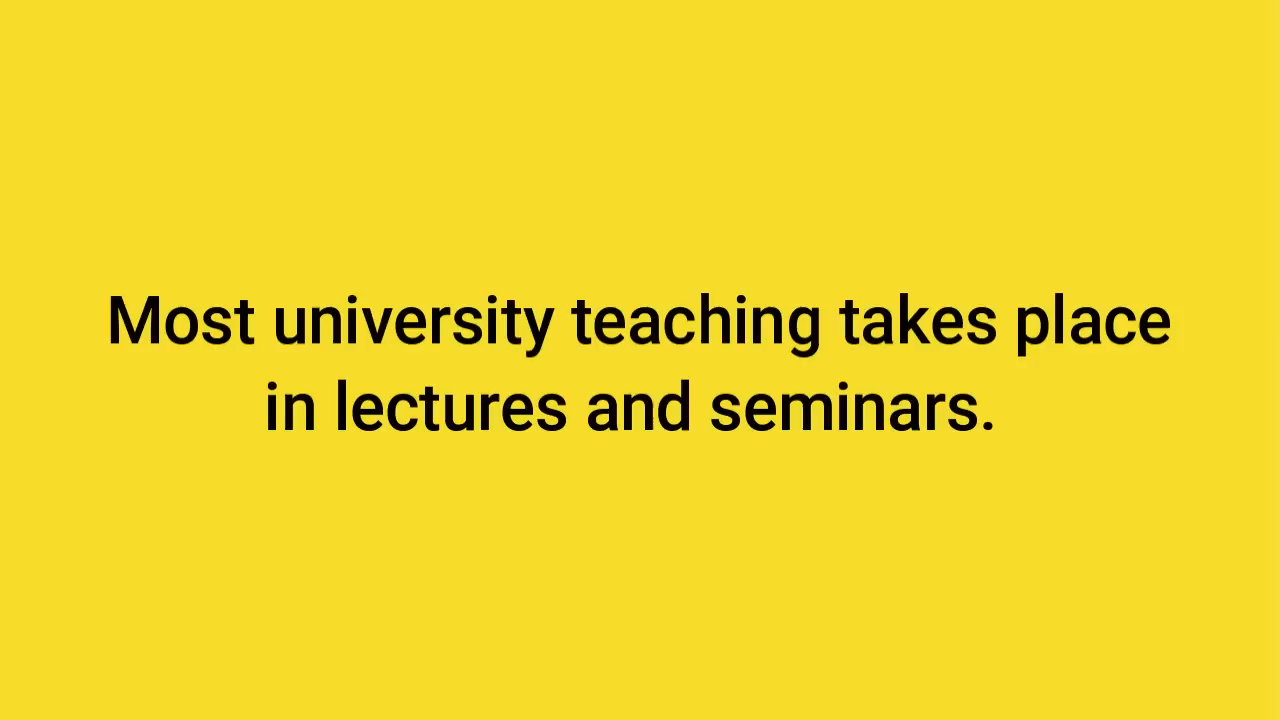 Most university teaching takes place
in lectures and seminars.